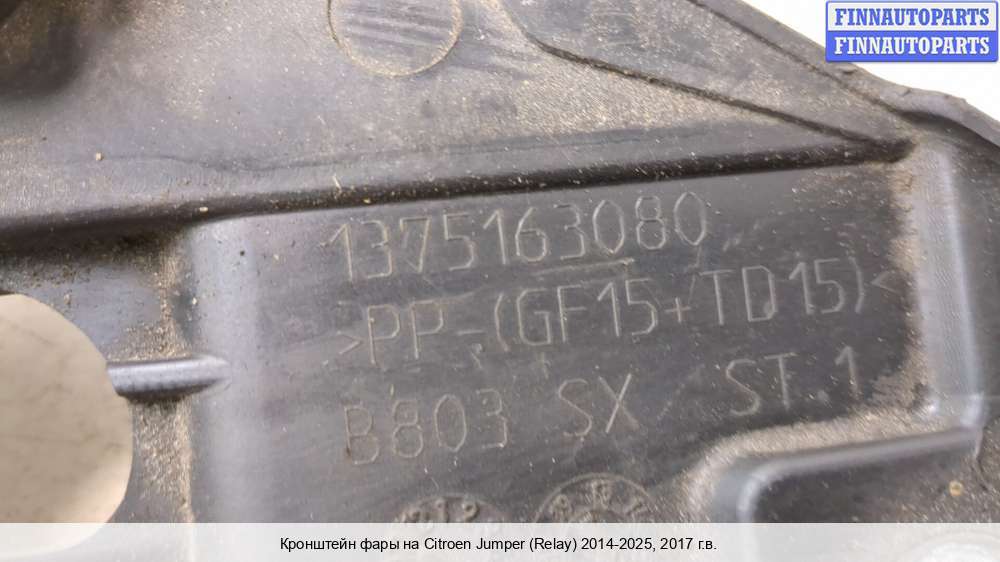 FINNAUTOPARTS
FINNAUTOPARTS
1375163080
>PP-(GF15+TD15)<
B803 SX ST.1
Кронштейн фары на Citroen Jumper (Relay) 2014-2025, 2017 г.в.